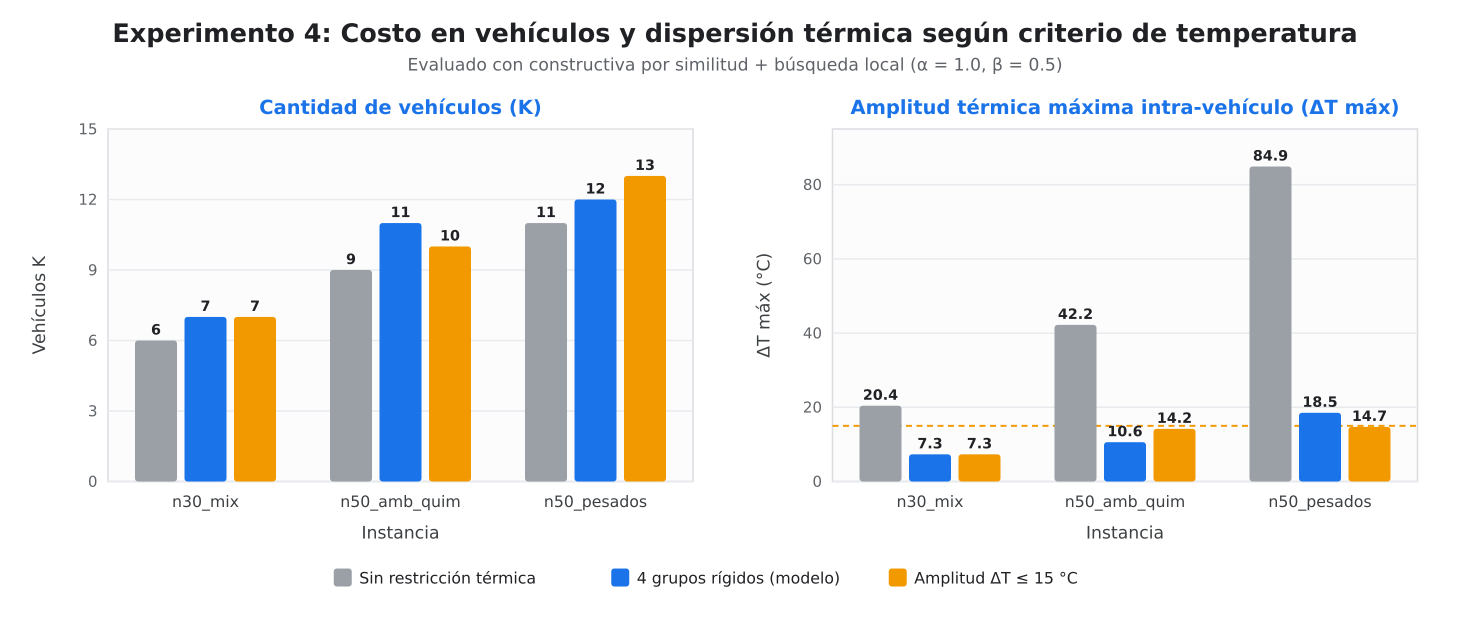 Experimento 4: Costo en vehículos y dispersión térmica según criterio de temperatura
Evaluado con constructiva por similitud + búsqueda local (α = 1.0, β = 0.5)
Cantidad de vehículos (K)
Vehículos K
15
12
9
6
3
0
6
7
7
9
11
10
11
12
13
n30_mix
n50_amb_quim
n50_pesados
Instancia
Amplitud térmica máxima intra-vehículo (ΔT máx)
ΔT máx (°C)
80
60
40
20
0
20.4
7.3
7.3
42.2
10.6
14.2
84.9
18.5
14.7
n30_mix
n50_amb_quim
n50_pesados
Instancia
Sin restricción térmica
4 grupos rígidos (modelo)
Amplitud ΔT ≤ 15 °C